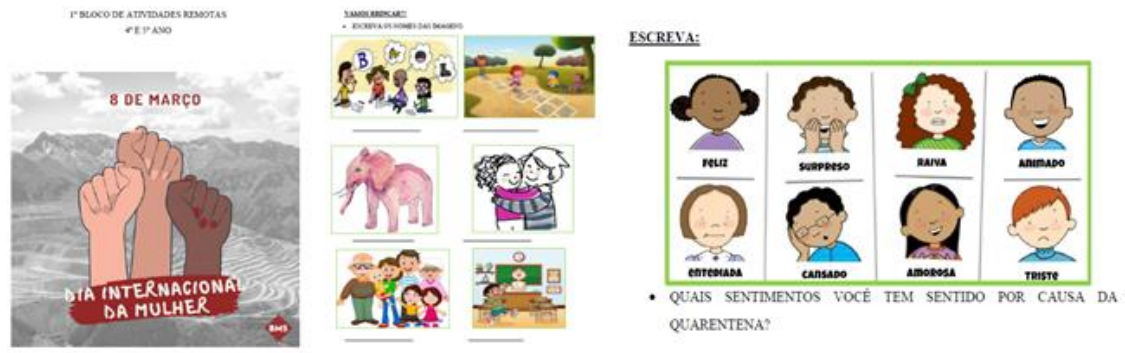 1º BLOCO DE ATIVIDADES REMOTAS
4º E 5º ANO
8 DE MARÇO
DIA INTERNACIONAL
DA MULHER
BMS
VAMOS BRINCAR?!
• ESCREVA OS NOMES DAS IMAGENS
B
O
L
ESCREVA:
FELIZ
SURPRESO
RAIVA
ANIMADO
ENTEDIADA
CANSADO
AMOROSA
TRISTE
• QUAIS SENTIMENTOS VOCÊ TEM SENTIDO POR CAUSA DA
QUARENTENA?